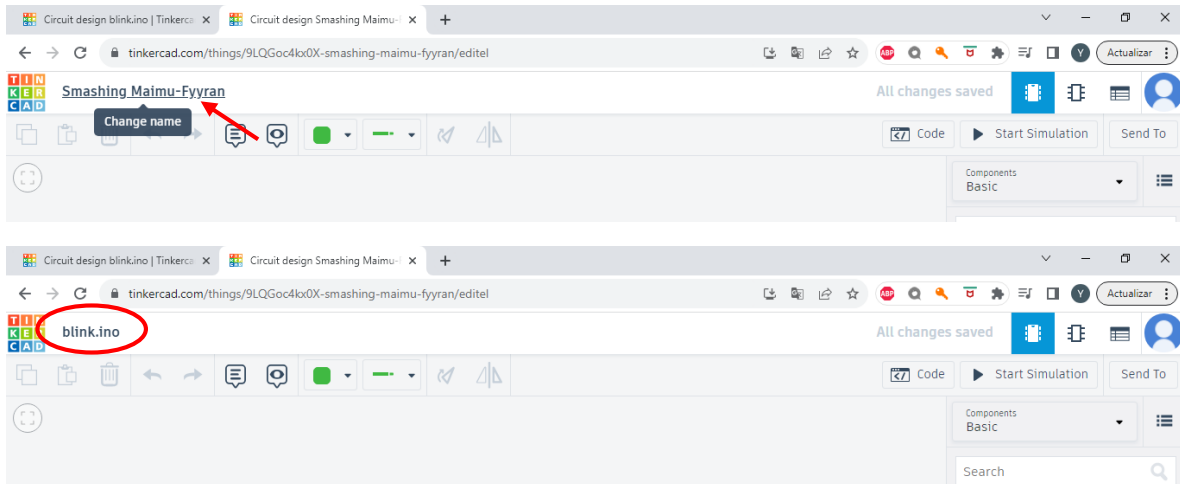 Circuit design blink.ino | Tinkerca
Circuit design Smashing Maimu-
tinkercad.com/things/9LQGoc4kx0X-smashing-maimu-fyyran/editel
ABP
Y
Actualizar
TIN
KER
CAD
Smashing Maimu-Fyyran
All changes saved
Change name
Code
Start Simulation
Send To
Components
Basic
Circuit design blink.ino | Tinkerca
Circuit design Smashing Maimu-
tinkercad.com/things/9LQGoc4kx0X-smashing-maimu-fyyran/editel
ABP
Y
Actualizar
TIN
KER
CAD
blink.ino
All changes saved
Code
Start Simulation
Send To
Components
Basic
Search